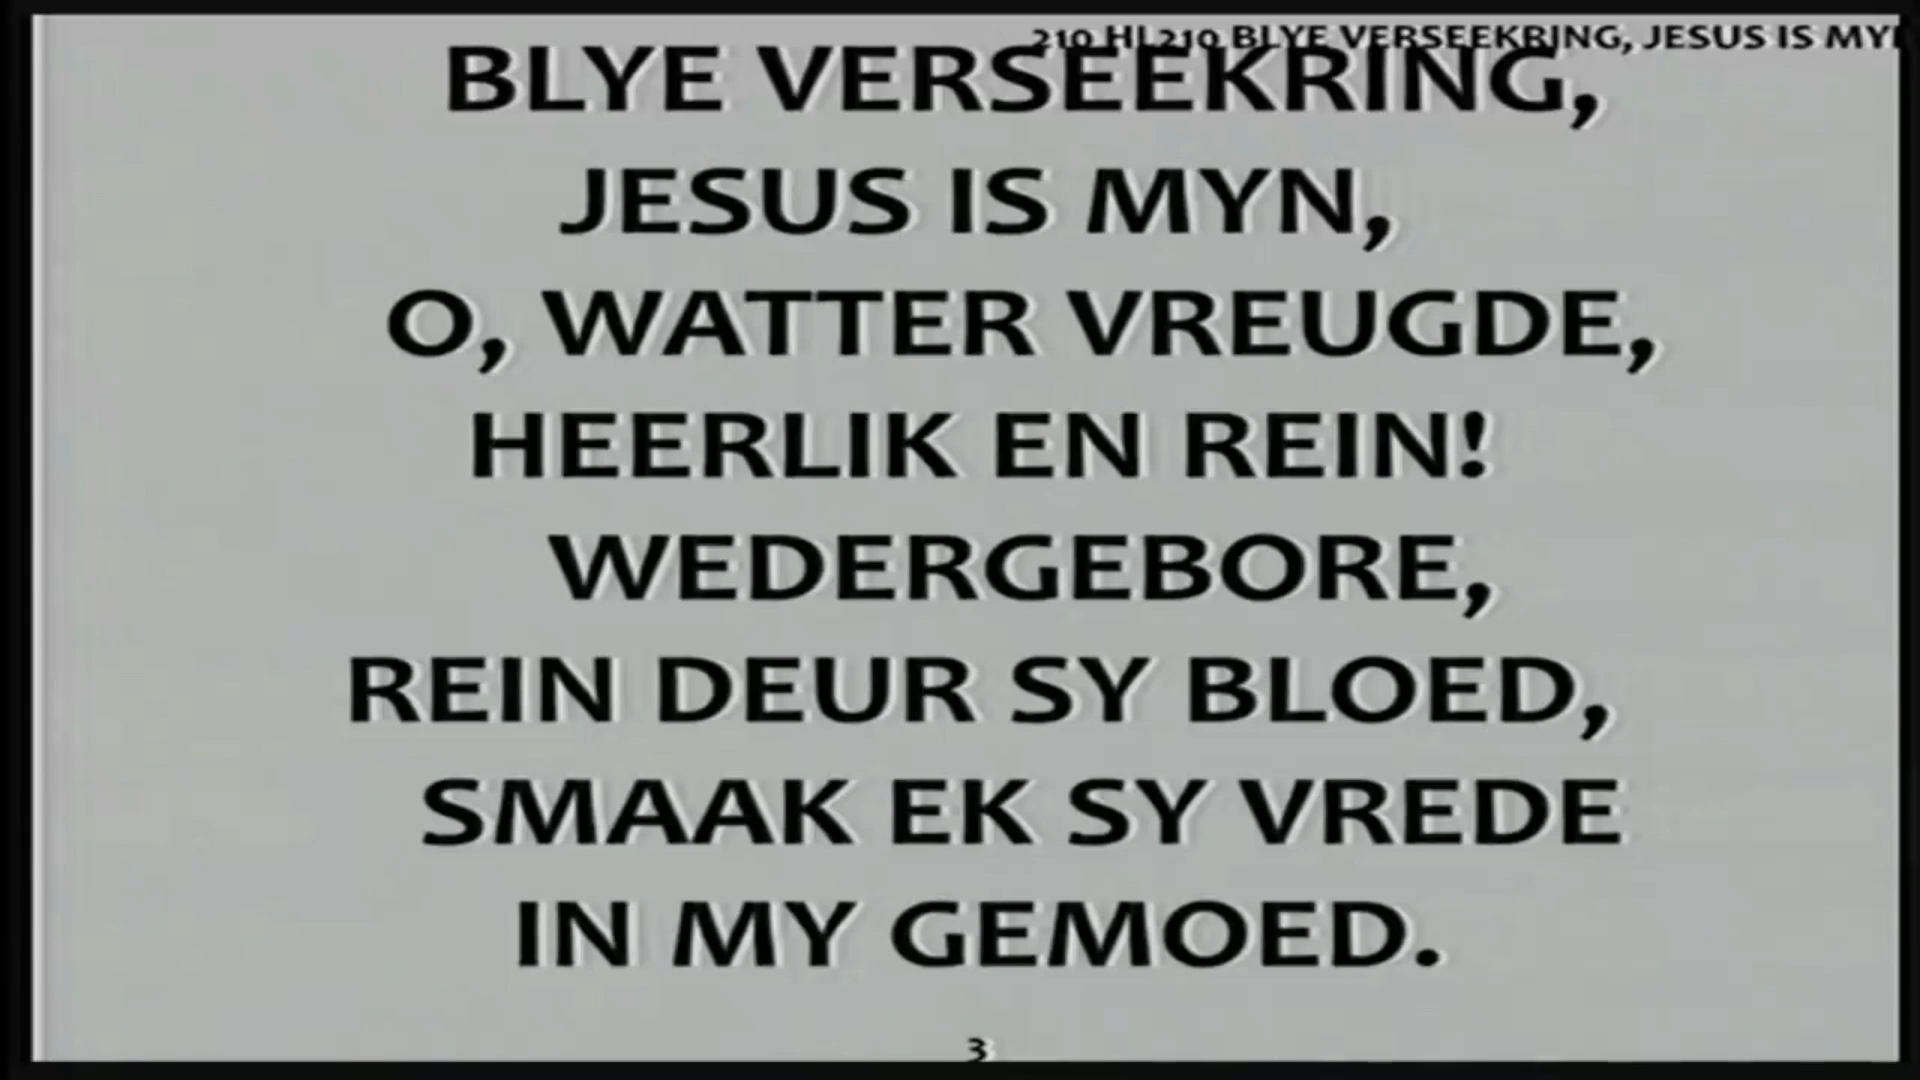 210 HL210 BLYE VERSEEKRING, JESUS IS MY
BLYE VERSEEKRING,
JESUS IS MYN,
O, WATTER VREUGDE,
HEERLIK EN REIN!
WEDERGEBORE,
REIN DEUR SY BLOED,
SMAAK EK SY VREDE
IN MY GEMOED.
3